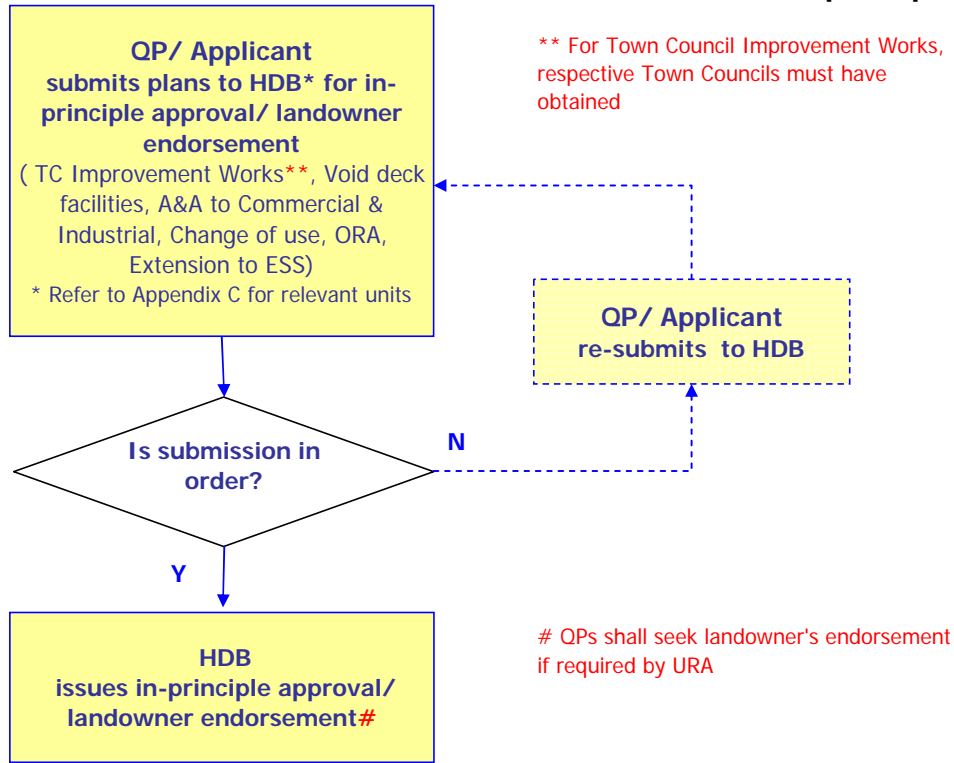 QP/ Applicant
submits plans to HDB* for in-
principle approval/ landowner
endorsement
( TC Improvement Works**, Void deck
facilities, A&A to Commercial &
Industrial, Change of use, ORA,
Extension to ESS)
* Refer to Appendix C for relevant units
** For Town Council Improvement Works,
respective Town Councils must have
obtained
QP/ Applicant
re-submits to HDB
Is submission in
order?
N
Y
HDB
issues in-principle approval/
landowner endorsement#
# QPs shall seek landowner's endorsement
if required by URA